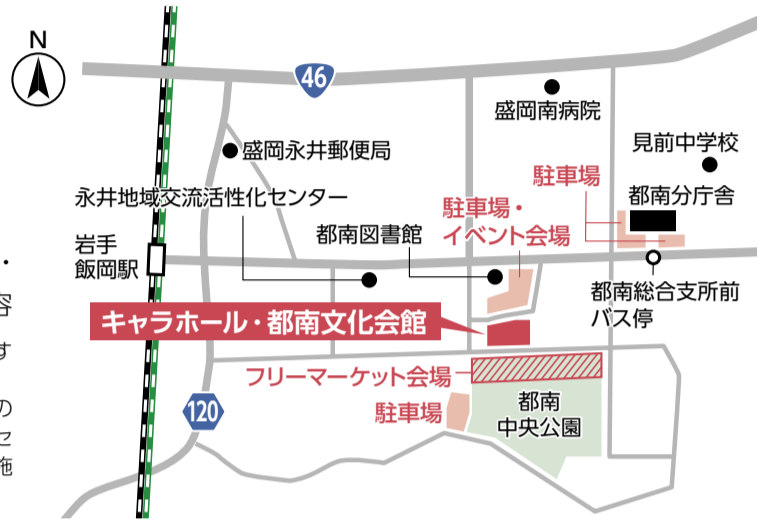 N
46
盛岡南病院
盛岡永井郵便局
見前中学校
駐車場
永井地域交流活性化センター
都南分庁舎
駐車場・
イベント会場
都南図書館
岩手
飯岡駅
都南総合支所前
バス停
キャラホール・都南文化会館
フリーマーケット会場
120
駐車場
都南
中央公園
・
容
す
の
セ
施